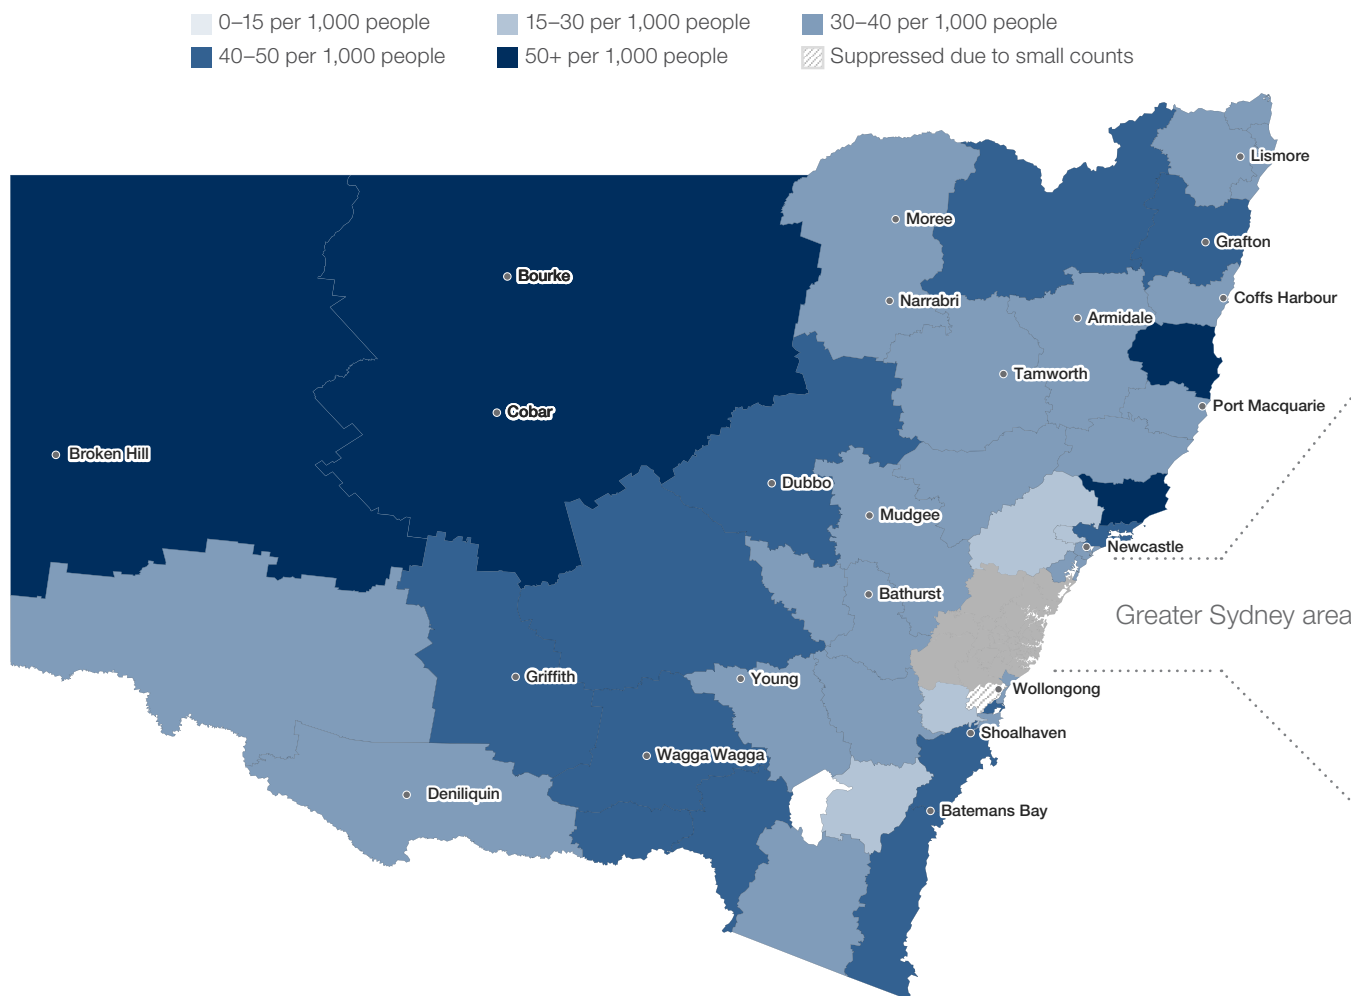 0–15 per 1,000 people
15–30 per 1,000 people
30–40 per 1,000 people
40–50 per 1,000 people
50+ per 1,000 people
Suppressed due to small counts
Lismore
Moree
Grafton
Bourke
Coffs Harbour
Narrabri
Armidale
Tamworth
Port Macquarie
Cobar
Broken Hill
Dubbo
Mudgee
Newcastle
Bathurst
Greater Sydney area
Griffith
Young
Wollongong
Shoalhaven
Wagga Wagga
Deniliquin
Batemans Bay